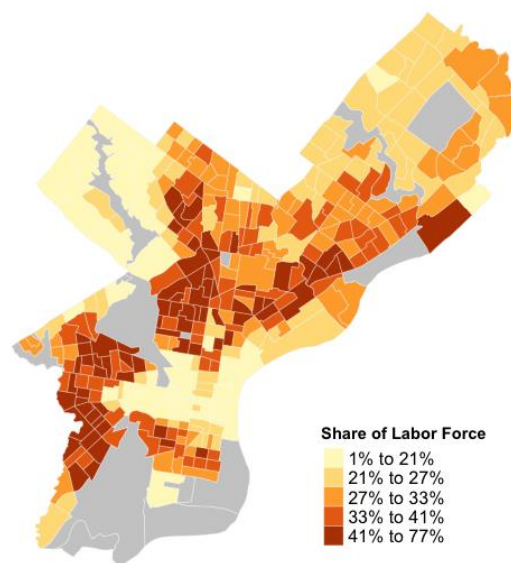 Share of Labor Force
1% to 21%
21% to 27%
27% to 33%
33% to 41%
41% to 77%